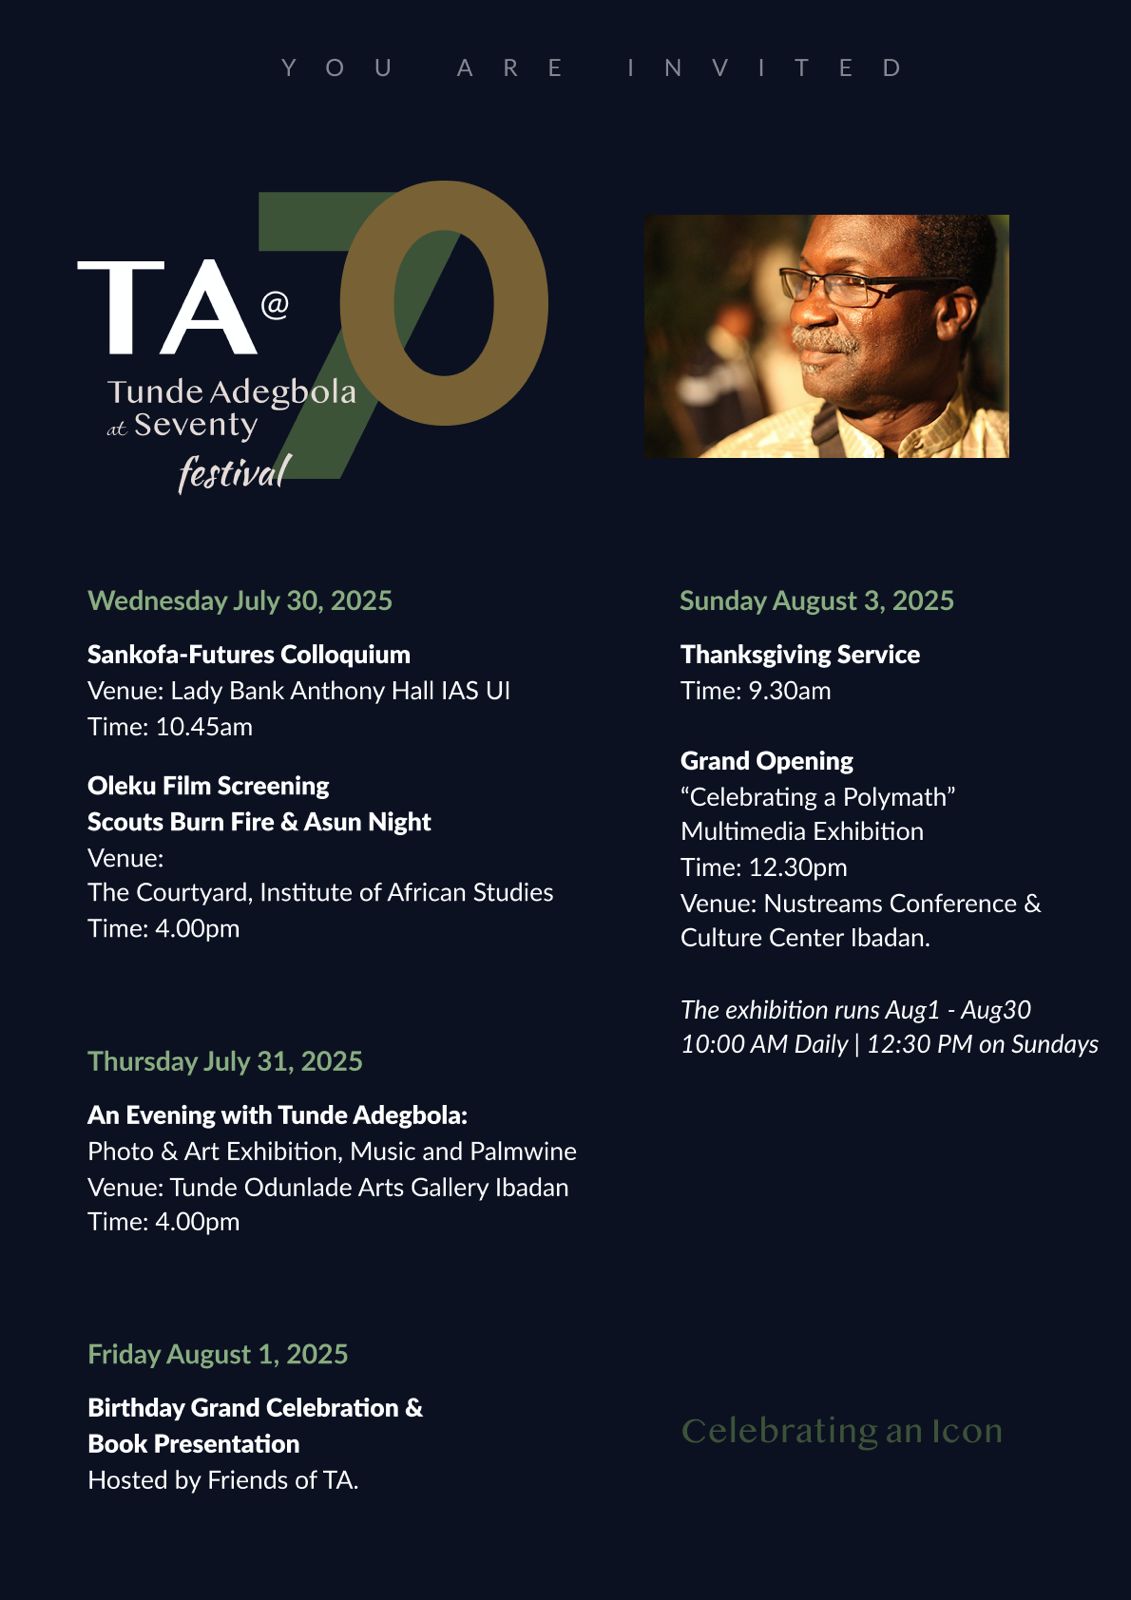 YOU ARE INVITED
TA@70
Tunde Adegbola
at Seventy
festival
Wednesday July 30, 2025
Sankofa-Futures Colloquium
Venue: Lady Bank Anthony Hall IAS UI
Time: 10.45am
Oleku Film Screening
Scouts Burn Fire & Asun Night
Venue:
The Courtyard, Institute of African Studies
Time: 4.00pm
Thursday July 31, 2025
An Evening with Tunde Adegbola:
Photo & Art Exhibition, Music and Palmwine
Venue: Tunde Odunlade Arts Gallery Ibadan
Time: 4.00pm
Friday August 1, 2025
Birthday Grand Celebration &
Book Presentation
Hosted by Friends of TA.
Sunday August 3, 2025
Thanksgiving Service
Time: 9.30am
Grand Opening
“Celebrating a Polymath”
Multimedia Exhibition
Time: 12.30pm
Venue: Nustreams Conference &
Culture Center Ibadan.
The exhibition runs Aug1 - Aug30
10:00 AM Daily | 12:30 PM on Sundays
Celebrating an Icon